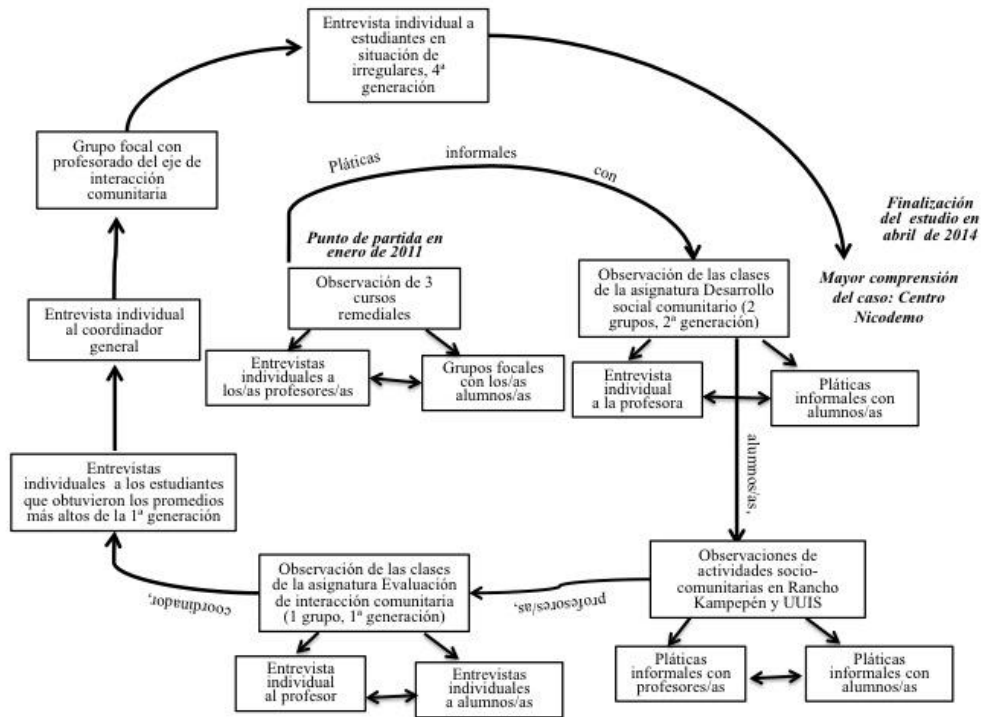 Entrevista individual a
estudiantes en
situación de
irregulares, 4ª
generación
Grupo focal con
profesorado del eje de
interacción
comunitaria
Pláticas informales con
Finalización
del estudio en
abril de 2014
Punto de partida en
enero de 2011
Observación de 3
cursos
remediales
Observación de las clases
de la asignatura Desarrollo
social comunitario (2
grupos, 2ª generación)
Mayor comprensión
del caso: Centro
Nicodemo
Entrevista individual
al coordinador
general
Entrevistas
individuales a
los/as profesores/as
Grupos focales
con los/as
alumnos/as
Entrevista
individual
a la profesora
Pláticas
informales con
alumnos/as
alumnos/as,
Entrevistas
individuales a los estudiantes
que obtuvieron los promedios
más altos de la 1ª generación
Observaciones de
actividades socio-
comunitarias en Rancho
Kampepén y UUIS
profesores/as,
Observación de las clases
de la asignatura Evaluación
de interacción comunitaria
(1 grupo, 1ª generación)
coordinador,
Entrevista
individual
al profesor
Entrevistas
individuales
a alumnos/as
Pláticas
informales con
profesores/as
Pláticas
informales con
alumnos/as